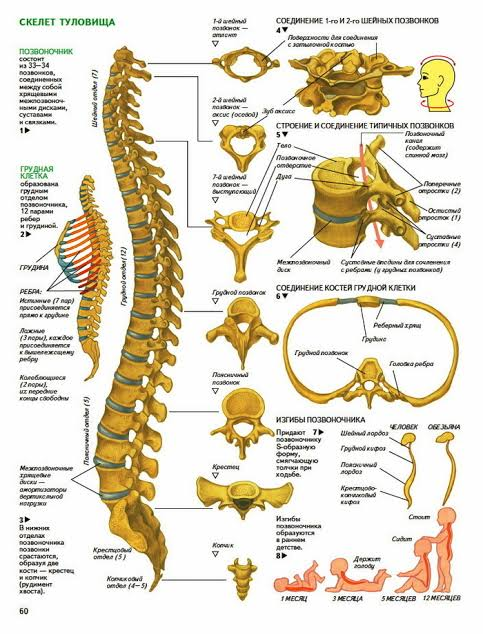 СКЕЛЕТ ТУЛОВИЩА
ПОЗВОНОЧНИК
состоит
из 33—34
позвонков,
соединенных
между собой
хрящевыми
межпозвоноч-
ными дисками,
суставами
и связками.
1
ГРУДНАЯ
КЛЕТКА
образована
грудным
отделом
позвоночника,
12 парами
ребер
и грудиной.
2
ГРУДИНА
РЕБРА:
Истинные (7 пар)
присоединяются
прямо к грудине
Ложные
(3 пары), каждое
присоединяется
к вышележащему
ребру
Колеблющиеся
(2 пары),
их передние
концы свободны
Межпозвоночные
хрящевые
диски —
амортизаторы
вертикальной
нагрузки
3
В нижних
отделах
позвоночника
позвонки
срастаются,
образуя две
кости — крестец
и копчик
(рудимент
хвоста).
60
Шейный отдел (7)
Грудной отдел (12)
Поясничный отдел (5)
Крестцовый
отдел (5)
Копчиковый
отдел (4—5)
1-й шейный
позвонок —
атлант
2-й шейный
позвонок —
аксис (осевой)
7-й шейный
позвонок —
выступающий
Грудной позвонок
Поясничный
позвонок
Крестец
Копчик
СОЕДИНЕНИЕ 1-го И 2-го ШЕЙНЫХ ПОЗВОНКОВ
4
Поверхности для соединения
с затылочной костью
Зуб аксиса
СТРОЕНИЕ И СОЕДИНЕНИЕ ТИПИЧНЫХ ПОЗВОНКОВ
5
Позвоночный
канал
(содержит
спинной мозг)
Тело
Позвоночное
отверстие
Дуга
Поперечные
отростки (2)
Остистый
отросток (1)
Суставные
отростки (4)
Межпозвоночный
диск
Суставные впадины для сочленения
с ребрами (у грудных позвонков)
СОЕДИНЕНИЕ КОСТЕЙ ГРУДНОЙ КЛЕТКИ
6
Реберный хрящ
Грудина
Грудной позвонок
Головка ребра
ИЗГИБЫ ПОЗВОНОЧНИКА
Придают 7
позвоночнику
S-образную
форму,
смягчающую
толчки при
ходьбе.
ЧЕЛОВЕК
ОБЕЗЬЯНА
Шейный лордоз
Грудной кифоз
Поясничный
лордоз
Крестцово-
копчиковый
кифоз
Изгибы
позвоночника
образуются
в раннем
детстве.
8
Стоит
Сидит
Держит
голову
1 МЕСЯЦ
3 МЕСЯЦА
5 МЕСЯЦЕВ
12 МЕСЯЦЕВ